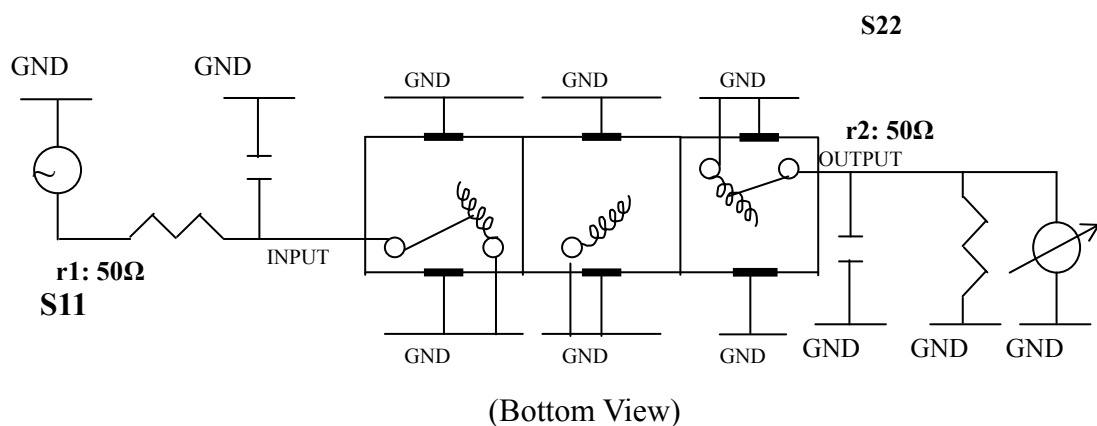 S22
GND
GND
GND
GND
GND
r2: 50Ω
OUTPUT
INPUT
r1: 50Ω
S11
GND
GND
GND
GND
GND
GND
(Bottom View)